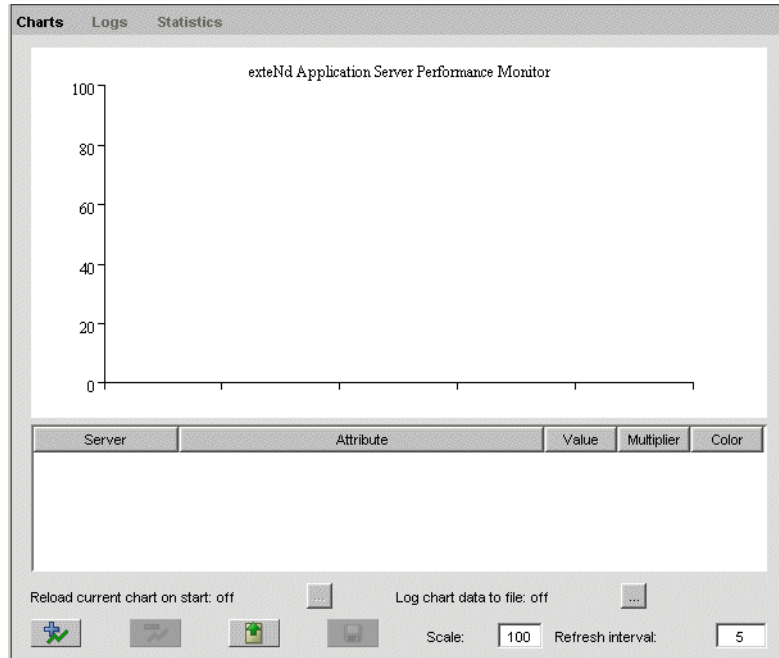 Charts Logs Statistics
exteNd Application Server Performance Monitor
100
80
60
40
20
0
Server Attribute Value Multiplier Color
Reload current chart on start: off ... Log chart data to file: off ...
Scale: 100 Refresh interval: 5